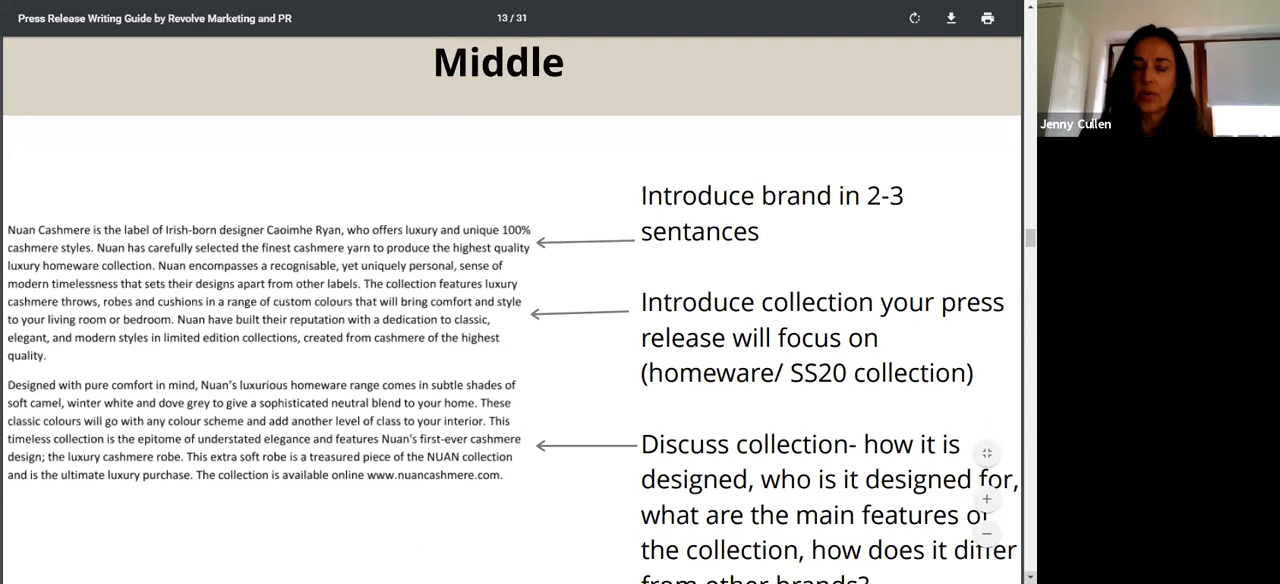 Press Release Writing Guide by Revolve Marketing and PR
13 / 31
Middle
Jenny Cullen
Nuan Cashmere is the label of Irish-born designer Caoimhe Ryan, who offers luxury and unique 100%
cashmere styles. Nuan has carefully selected the finest cashmere yarn to produce the highest quality
luxury homeware collection. Nuan encompasses a recognisable, yet uniquely personal, sense of
modern timelessness that sets their designs apart from other labels. The collection features luxury
cashmere throws, robes and cushions in a range of custom colours that will bring comfort and style
to your living room or bedroom. Nuan have built their reputation with a dedication to classic,
elegant, and modern styles in limited edition collections, created from cashmere of the highest
quality.
Designed with pure comfort in mind, Nuan's luxurious homeware range comes in subtle shades of
soft camel, winter white and dove grey to give a sophisticated neutral blend to your home. These
classic colours will go with any colour scheme and add another level of class to your interior. This
timeless collection is the epitome of understated elegance and features Nuan's first-ever cashmere
design; the luxury cashmere robe. This extra soft robe is a treasured piece of the NUAN collection
and is the ultimate luxury purchase. The collection is available online www.nuancashmere.com.
Introduce brand in 2-3
sentances
Introduce collection your press
release will focus on
(homeware/ SS20 collection)
Discuss collection- how it is
designed, who is it designed for,
what are the main features of
the collection, how does it differ
from other brands?